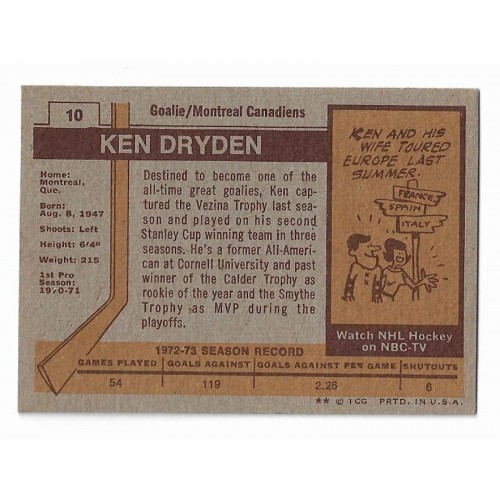 10
Goalie/Montreal Canadiens
KEN DRYDEN
Home:
Montreal,
Que.
Born:
Aug. 8, 1947
Shoots: Left
Height: 6'4"
Weight: 215
1st Pro
Season:
1970-71
Destined to become one of the
all-time great goalies, Ken cap-
tured the Vezina Trophy last sea-
son and played on his second
Stanley Cup winning team in three
seasons. He's a former All-Ameri-
can at Cornell University and past
winner of the Calder Trophy as
rookie of the year and the Smythe
Trophy as MVP during the
playoffs.
KEN AND HIS
WIFE TOURED
EUROPE LAST
SUMMER.
FRANCE
SPAIN
ITALY
Watch NHL Hockey
on NBC-TV
1972-73 SEASON RECORD
GAMES PLAYED GOALS AGAINST GOALS AGAINST PER GAME SHUTOUTS
54 119 2.26 6
** © TCG PRTD. IN U.S.A.